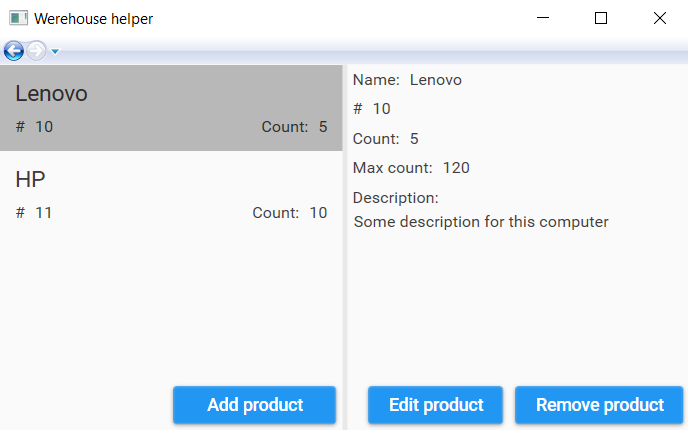 Werehouse helper
Lenovo
# 10 Count: 5
HP
# 11 Count: 10
Add product
Name: Lenovo
# 10
Count: 5
Max count: 120
Description:
Some description for this computer
Edit product Remove product